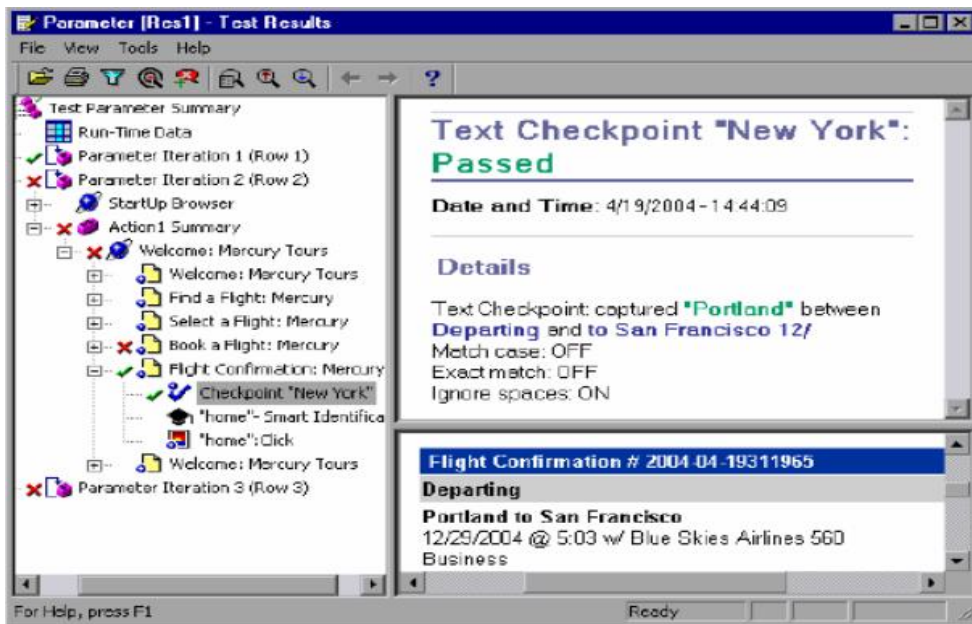 Parameter [Res1] - Test Results
File View Tools Help
Test Parameter Summary
Run-Time Data
Parameter Iteration 1 (Row 1)
Parameter Iteration 2 (Row 2)
StartUp Browser
Action1 Summary
Welcome: Mercury Tours
Welcome: Mercury Tours
Find a Flight: Mercury
Select a Flight: Mercury
Book a Flight: Mercury
Flight Confirmation: Mercury
Checkpoint "New York"
"home"- Smart Identifica
"home":Click
Welcome: Mercury Tours
Parameter Iteration 3 (Row 3)
Text Checkpoint "New York":
Passed
Date and Time: 4/19/2004-14:44:09
Details
Text Checkpoint: captured "Portland" between
Departing and to San Francisco 12/
Match case: OFF
Exact match: OFF
Ignore spaces: ON
Flight Confirmation # 2004-04-19311965
Departing
Portland to San Francisco
12/29/2004 @ 5:03 w/ Blue Skies Airlines 560
Business
For Help, press F1
Ready